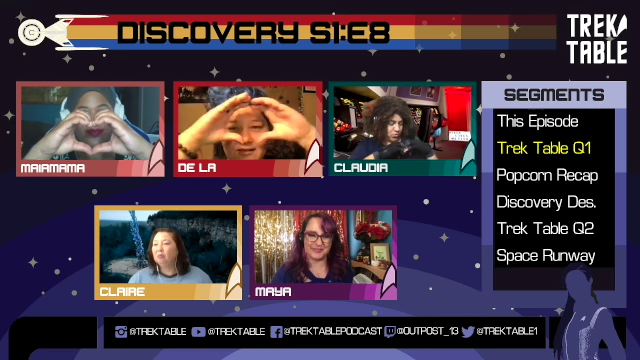 DISCOVERY S1:E8
TREK
TABLE
MAIAMAMA
DE LA
CLAUDIA
CLAIRE
MAYA
SEGMENTS
This Episode
Trek Table Q1
Popcorn Recap
Discovery Des.
Trek Table Q2
Space Runway
@TREKTABLE @TREKTABLE @TREKTABLEPODCAST @OUTPOST_13 @TREKTABLE1